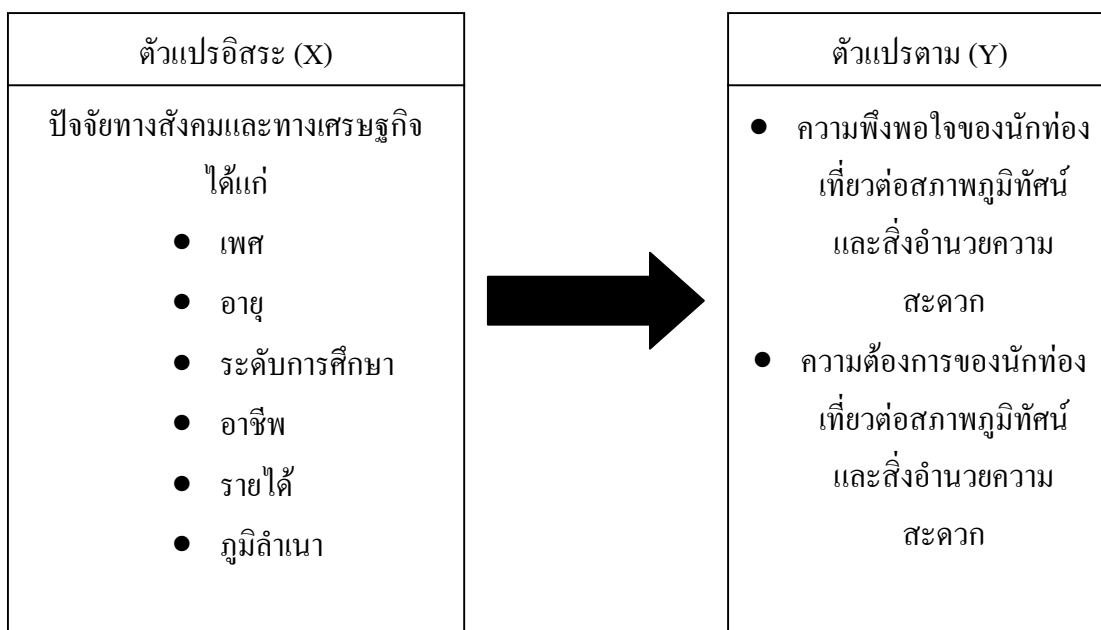 ตัวแปรอิสระ (X)
ปัจจัยทางสังคมและทางเศรษฐกิจ
ได้แก่
● เพศ
● อายุ
● ระดับการศึกษา
● อาชีพ
● รายได้
● ภูมิลำเนา
ตัวแปรตาม (Y)
● ความพึงพอใจของนักท่อง
เที่ยวต่อสภาพภูมิทัศน์
และสิ่งอำนวยความ
สะดวก
● ความต้องการของนักท่อง
เที่ยวต่อสภาพภูมิทัศน์
และสิ่งอำนวยความ
สะดวก